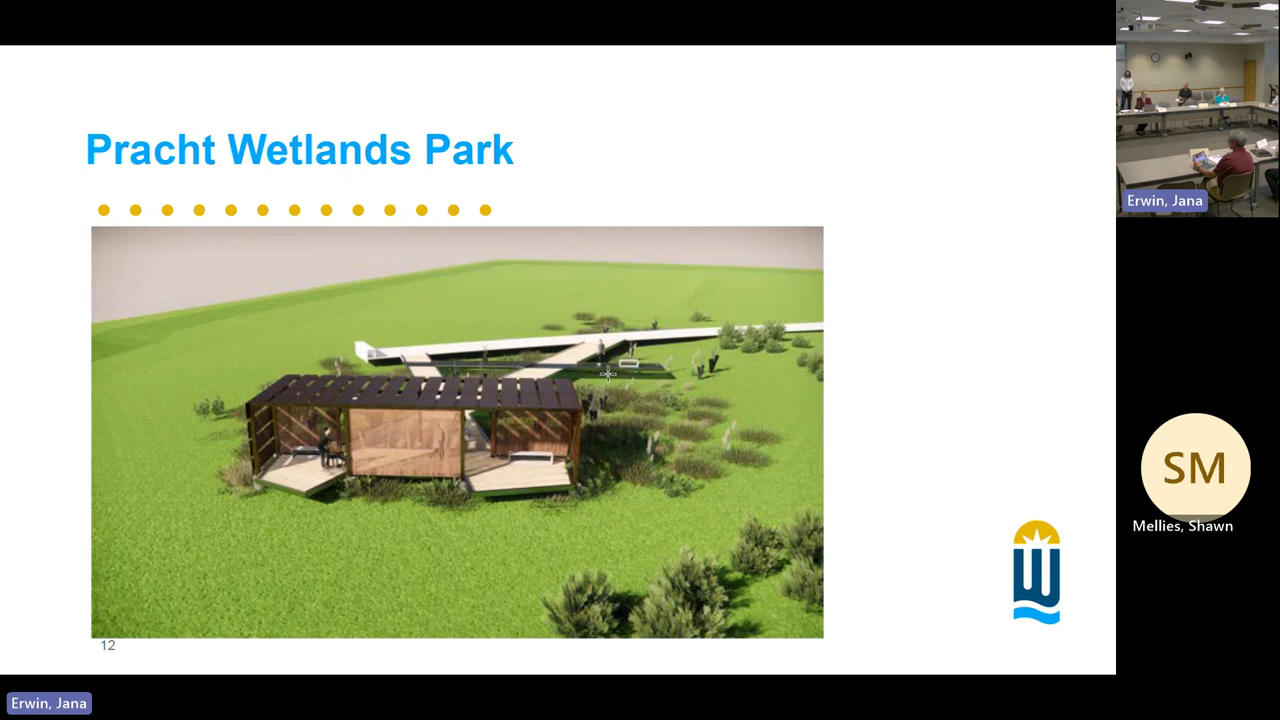 Pracht Wetlands Park
12
W
Erwin, Jana
SM
Mellies, Shawn
Erwin, Jana